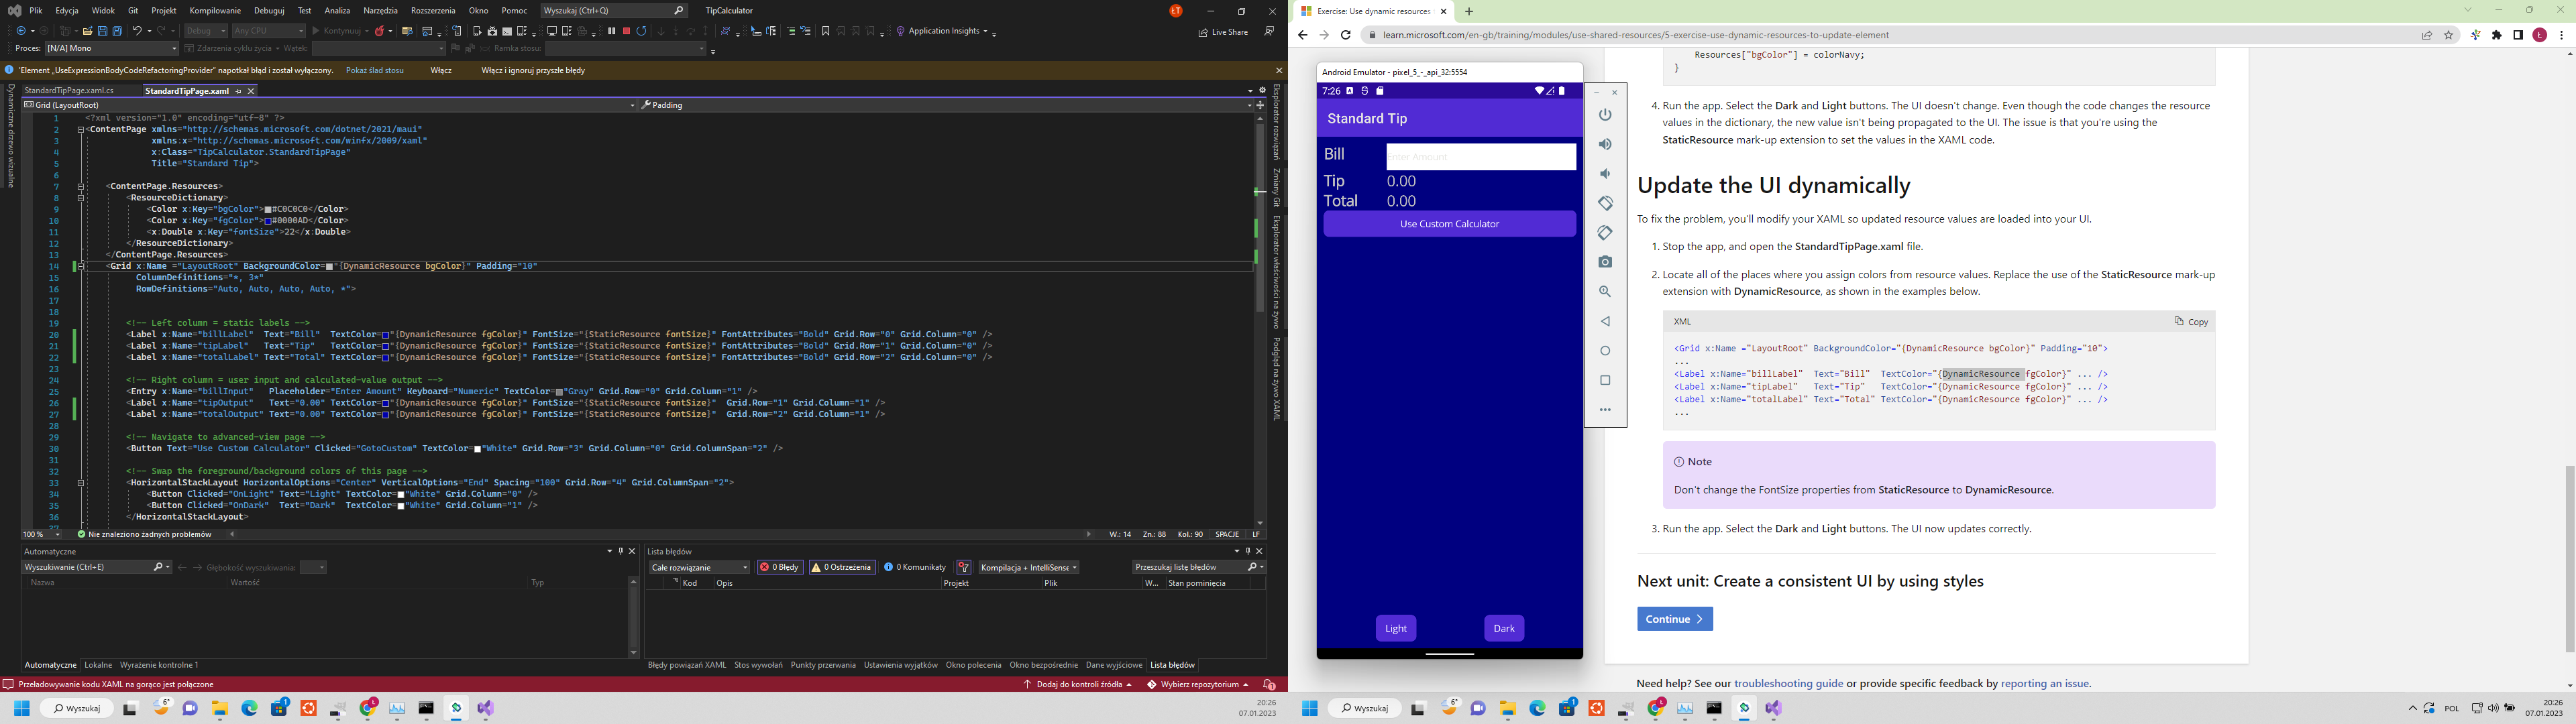 Plik Edycja Widok Git Projekt Kompilowanie Debuguj Test Analiza Narzędzia Rozszerzenia Okno Pomoc Wyszukaj (Ctrl+Q) TipCalculator ŁT
Debug Any CPU Kontynuuj Application Insights Live Share
Proces: [N/A] Mono Zdarzenia cyklu życia Wątek: Ramka stosu:
'Element „UseExpressionBodyCodeRefactoringProvider" napotkał błąd i został wyłączony. Pokaż ślad stosu Włącz Włącz i ignoruj przyszłe błędy
Dynamiczne drzewo wizualne
StandardTipPage.xaml.cs StandardTipPage.xaml
Grid (LayoutRoot) Padding
1 <?xml version="1.0" encoding="utf-8" ?>
2 <ContentPage xmlns="http://schemas.microsoft.com/dotnet/2021/maui"
3 xmlns:x="http://schemas.microsoft.com/winfx/2009/xaml"
4 x:Class="TipCalculator.StandardTipPage"
5 Title="Standard Tip">
6
7 <ContentPage.Resources>
8 <ResourceDictionary>
9 <Color x:Key="bgColor">#C0C0C0</Color>
10 <Color x:Key="fgColor">#0000AD</Color>
11 <x:Double x:Key="fontSize">22</x:Double>
12 </ResourceDictionary>
13 </ContentPage.Resources>
14 <Grid x:Name ="LayoutRoot" BackgroundColor="{DynamicResource bgColor}" Padding="10"
15 ColumnDefinitions="*, 3*"
16 RowDefinitions="Auto, Auto, Auto, Auto, *">
17
18
19 <!-- Left column = static labels -->
20 <Label x:Name="billLabel" Text="Bill" TextColor="{DynamicResource fgColor}" FontSize="{StaticResource fontSize}" FontAttributes="Bold" Grid.Row="0" Grid.Column="0" />
21 <Label x:Name="tipLabel" Text="Tip" TextColor="{DynamicResource fgColor}" FontSize="{StaticResource fontSize}" FontAttributes="Bold" Grid.Row="1" Grid.Column="0" />
22 <Label x:Name="totalLabel" Text="Total" TextColor="{DynamicResource fgColor}" FontSize="{StaticResource fontSize}" FontAttributes="Bold" Grid.Row="2" Grid.Column="0" />
23
24 <!-- Right column = user input and calculated-value output -->
25 <Entry x:Name="billInput" Placeholder="Enter Amount" Keyboard="Numeric" TextColor="Gray" Grid.Row="0" Grid.Column="1" />
26 <Label x:Name="tipOutput" Text="0.00" TextColor="{DynamicResource fgColor}" FontSize="{StaticResource fontSize}" Grid.Row="1" Grid.Column="1" />
27 <Label x:Name="totalOutput" Text="0.00" TextColor="{DynamicResource fgColor}" FontSize="{StaticResource fontSize}" Grid.Row="2" Grid.Column="1" />
28
29 <!-- Navigate to advanced-view page -->
30 <Button Text="Use Custom Calculator" Clicked="GotoCustom" TextColor="White" Grid.Row="3" Grid.Column="0" Grid.ColumnSpan="2" />
31
32 <!-- Swap the foreground/background colors of this page -->
33 <HorizontalStackLayout HorizontalOptions="Center" VerticalOptions="End" Spacing="100" Grid.Row="4" Grid.ColumnSpan="2">
34 <Button Clicked="OnLight" Text="Light" TextColor="White" Grid.Column="0" />
35 <Button Clicked="OnDark" Text="Dark" TextColor="White" Grid.Column="1" />
36 </HorizontalStackLayout>
37
100 % Nie znaleziono żadnych problemów W.: 14 Zn.: 88 Kol.: 90 SPACJE LF
Eksplorator rozwiązań
Zmiany Git
Eksplorator właściwości na żywo
Podgląd na żywo XAML
Automatyczne
Wyszukiwanie (Ctrl+E) Głębokość wyszukiwania:
Nazwa Wartość Typ
Automatyczne Lokalne Wyrażenie kontrolne 1
Lista błędów
Całe rozwiązanie 0 Błędy 0 Ostrzeżenia 0 Komunikaty Kompilacja + IntelliSense Przeszukaj listę błędów
Kod Opis Projekt Plik W... Stan pominięcia
Błędy powiązań XAML Stos wywołań Punkty przerwania Ustawienia wyjątków Okno polecenia Okno bezpośrednie Dane wyjściowe Lista błędów
Przeładowywanie kodu XAML na gorąco jest połączone Dodaj do kontroli źródła Wybierz repozytorium 1
Wyszukaj 6° 1 20:26
07.01.2023
Exercise: Use dynamic resources
learn.microsoft.com/en-gb/training/modules/use-shared-resources/5-exercise-use-dynamic-resources-to-update-element
Android Emulator - pixel_5_-_api_32:5554
7:26
Standard Tip
Bill Enter Amount
Tip 0.00
Total 0.00
Use Custom Calculator
Light Dark
Resources["bgColor"] = colorNavy;
}
4. Run the app. Select the Dark and Light buttons. The UI doesn't change. Even though the code changes the resource
values in the dictionary, the new value isn't being propagated to the UI. The issue is that you're using the
StaticResource mark-up extension to set the values in the XAML code.
Update the UI dynamically
To fix the problem, you'll modify your XAML so updated resource values are loaded into your UI.
1. Stop the app, and open the StandardTipPage.xaml file.
2. Locate all of the places where you assign colors from resource values. Replace the use of the StaticResource mark-up
extension with DynamicResource, as shown in the examples below.
XML Copy
<Grid x:Name ="LayoutRoot" BackgroundColor="{DynamicResource bgColor}" Padding="10">
...
<Label x:Name="billLabel" Text="Bill" TextColor="{DynamicResource fgColor}" ... />
<Label x:Name="tipLabel" Text="Tip" TextColor="{DynamicResource fgColor}" ... />
<Label x:Name="totalLabel" Text="Total" TextColor="{DynamicResource fgColor}" ... />
...
Note
Don't change the FontSize properties from StaticResource to DynamicResource.
3. Run the app. Select the Dark and Light buttons. The UI now updates correctly.
Next unit: Create a consistent UI by using styles
Continue
Need help? See our troubleshooting guide or provide specific feedback by reporting an issue.
Wyszukaj 6° 1 POL 20:26
07.01.2023